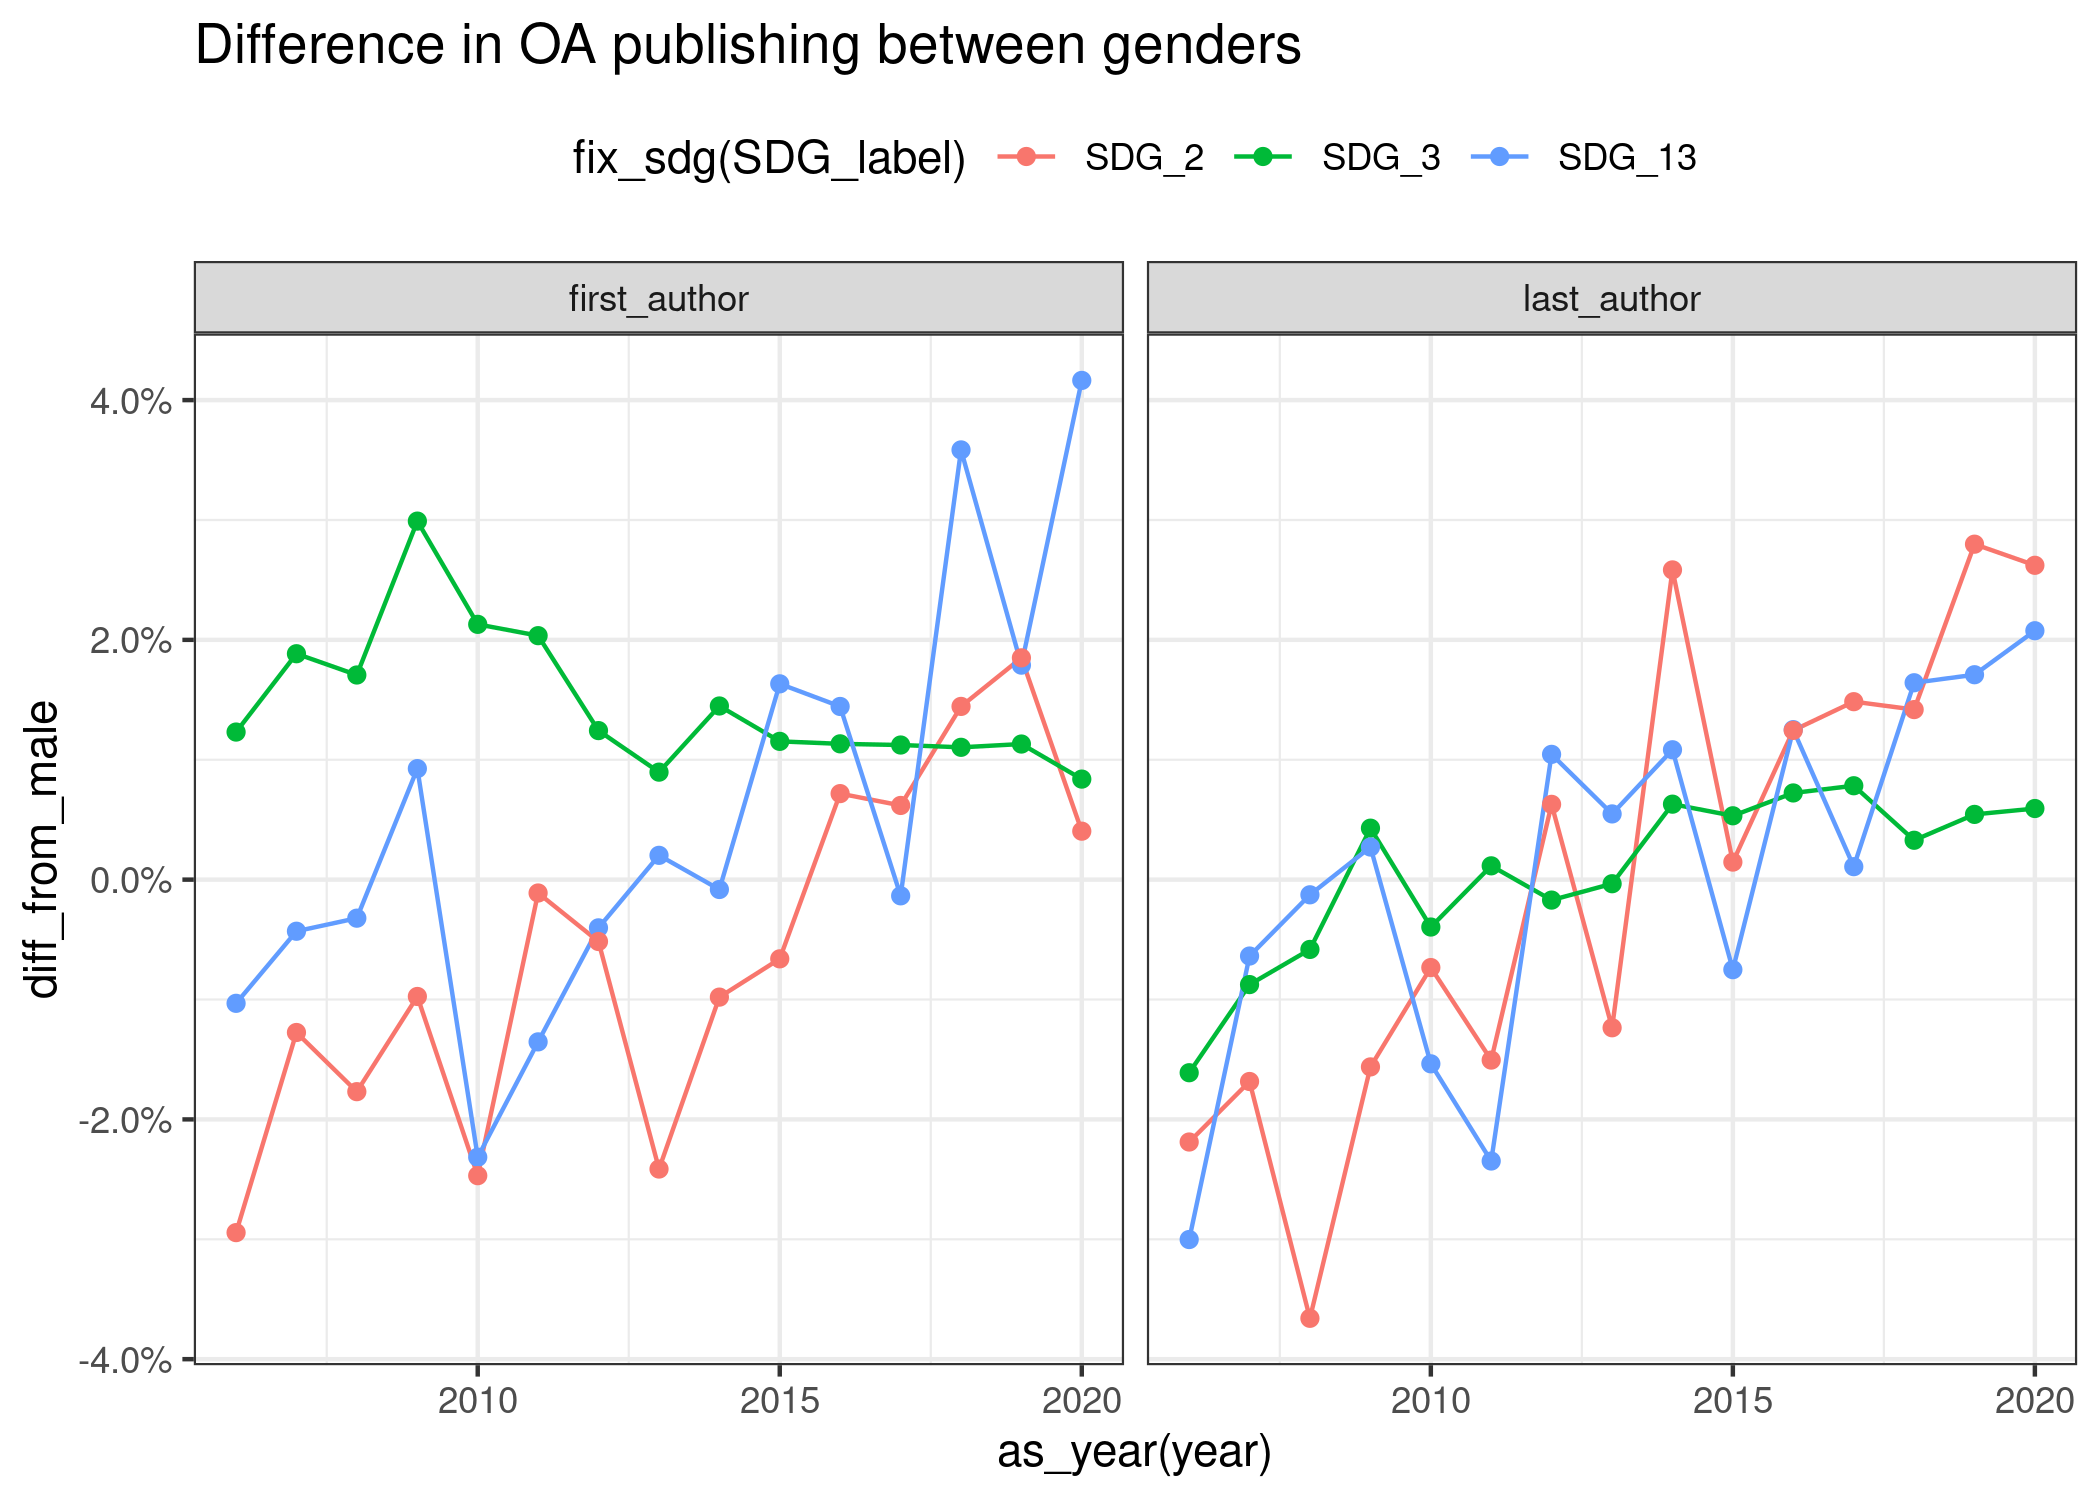 Difference in OA publishing between genders
fix_sdg(SDG_label) SDG_2 SDG_3 SDG_13
first_author last_author
4.0%
2.0%
0.0%
-2.0%
-4.0%
diff_from_male
2010 2015 2020 2010 2015 2020
as_year(year)